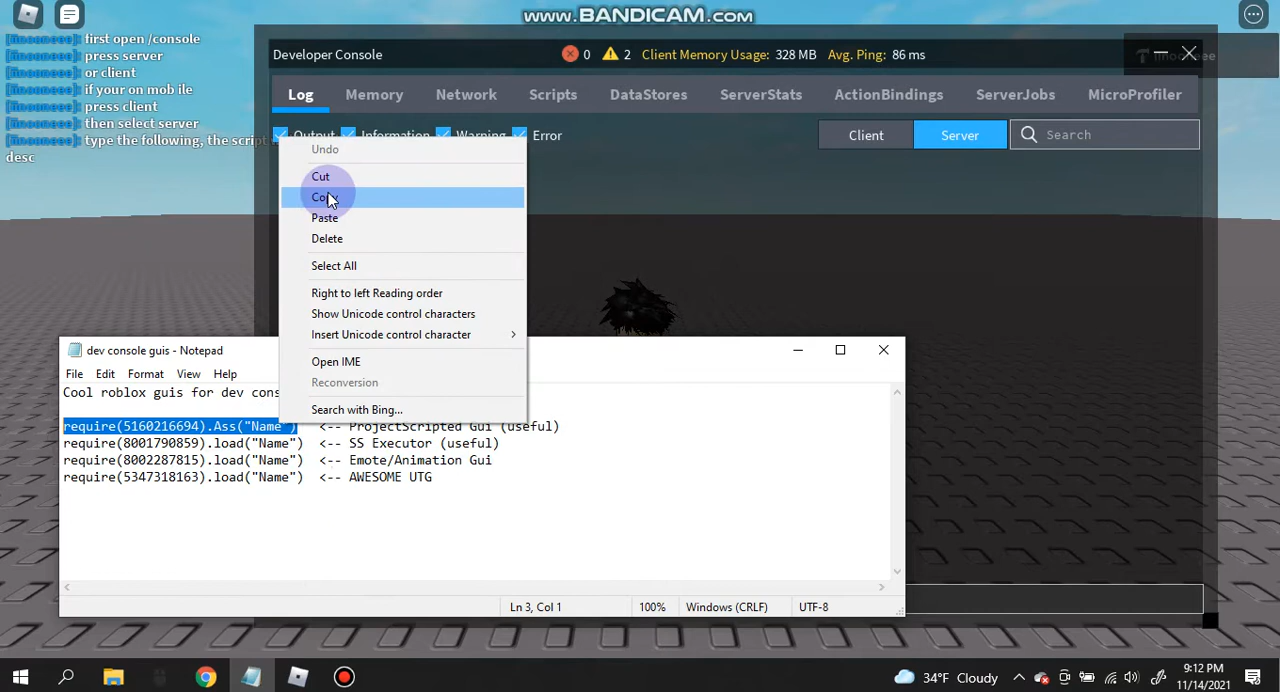 www.BANDICAM.com
first open /console
press server
or client
if your on mob ile
press client
then select server
type the following, the script
desc
Developer Console
0
2
Client Memory Usage: 328 MB
Avg. Ping: 86 ms
Log
Memory
Network
Scripts
DataStores
ServerStats
ActionBindings
ServerJobs
MicroProfiler
Output
Information
Warning
Error
Client
Server
Search
Undo
Cut
Copy
Paste
Delete
Select All
Right to left Reading order
Show Unicode control characters
Insert Unicode control character
Open IME
Reconversion
Search with Bing...
dev console guis - Notepad
File
Edit
Format
View
Help
Cool roblox guis for dev cons
require(5160216694).Ass("Name") <-- ProjectScripted Gui (useful)
require(8001790859).load("Name") <-- SS Executor (useful)
require(8002287815).load("Name") <-- Emote/Animation Gui
require(5347318163).load("Name") <-- AWESOME UTG
Ln 3, Col 1
100%
Windows (CRLF)
UTF-8
34°F Cloudy
9:12 PM
11/14/2021